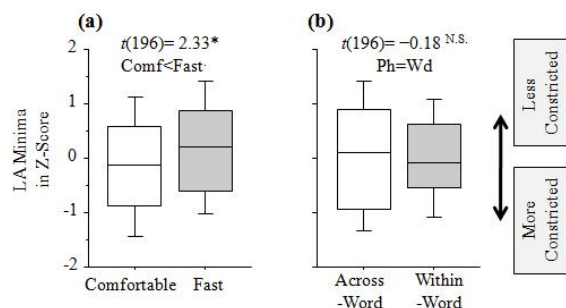 (a)
t(196)= 2.33*
Comf<Fast
LA Minima
in Z-Score
2
1
0
-1
-2
Comfortable
Fast
(b)
t(196)= −0.18 N.S.
Ph=Wd
Across
-Word
Within
-Word
Less
Constricted
More
Constricted